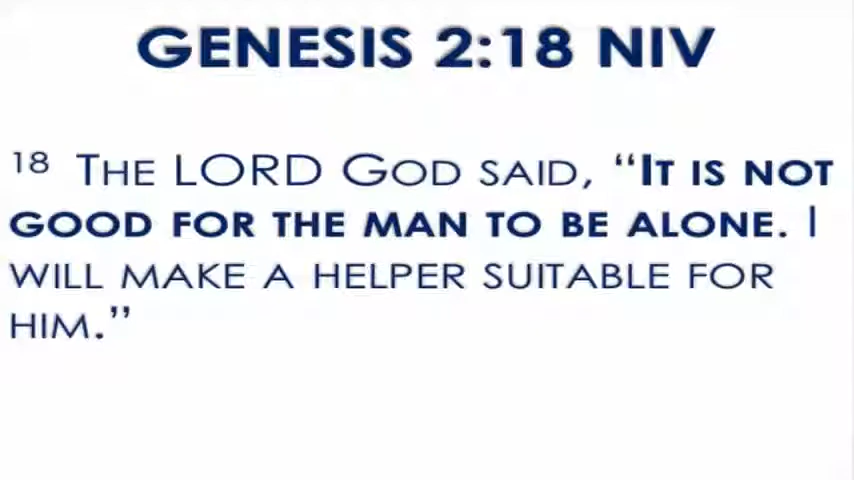 GENESIS 2:18 NIV
18 THE LORD GOD SAID, “IT IS NOT
GOOD FOR THE MAN TO BE ALONE. I
WILL MAKE A HELPER SUITABLE FOR
HIM.”